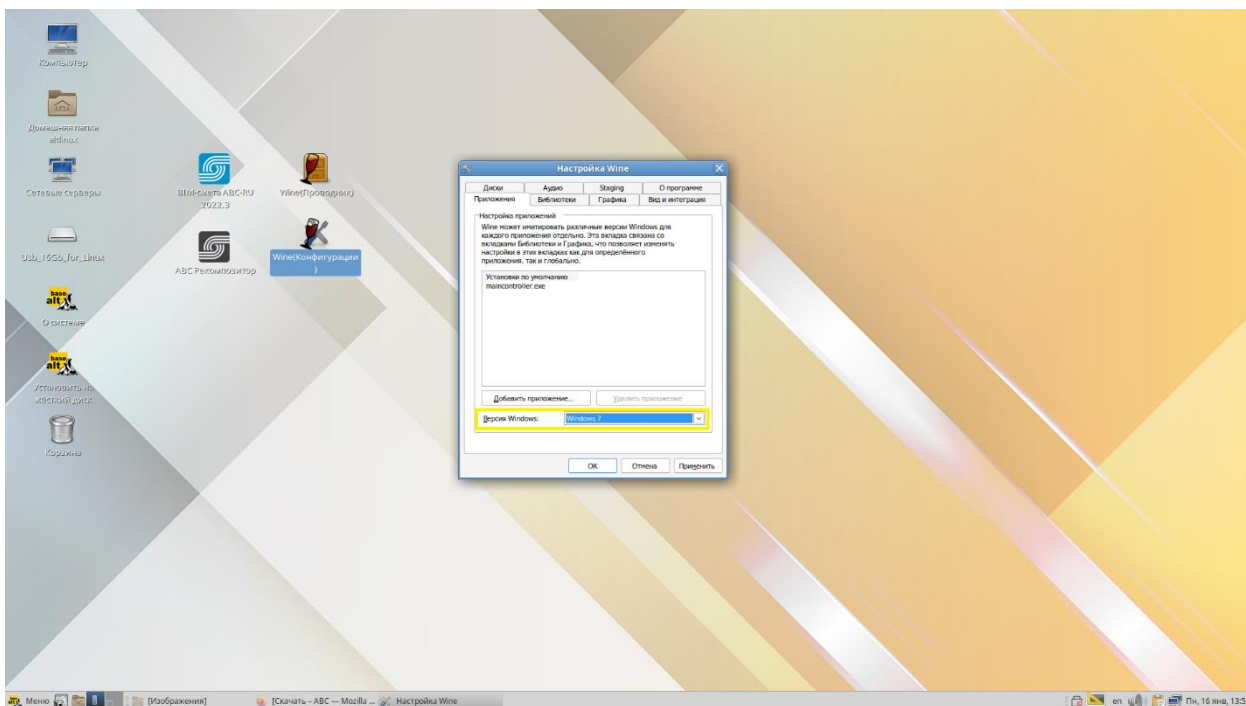 Компьютер
Домашняя папка
altlinux
Сетевые серверы
Usb_16Gb_for_Linux
base
alt
О системе
base
alt
Установить на
жёсткий диск
Корзина
BIM-смета ABC-RU
2022.3
ABC Рекомпозитор
Wine(Проводник)
Wine(Конфигурации
)
Настройка Wine
Диски
Аудио
Staging
О программе
Приложения
Библиотеки
Графика
Вид и интеграция
Настройка приложений
Wine может имитировать различные версии Windows для
каждого приложения отдельно. Эта вкладка связана со
вкладками Библиотеки и Графика, что позволяет изменять
настройки в этих вкладках как для определённого
приложения, так и глобально.
Установки по умолчанию
maincontroller.exe
Добавить приложение...
Удалить приложение
Версия Windows:
Windows 7
OK
Отмена
Применить
Меню
[Изображения]
[Скачать – ABC — Mozilla ...
Настройка Wine
en
Пн, 16 янв, 13:5